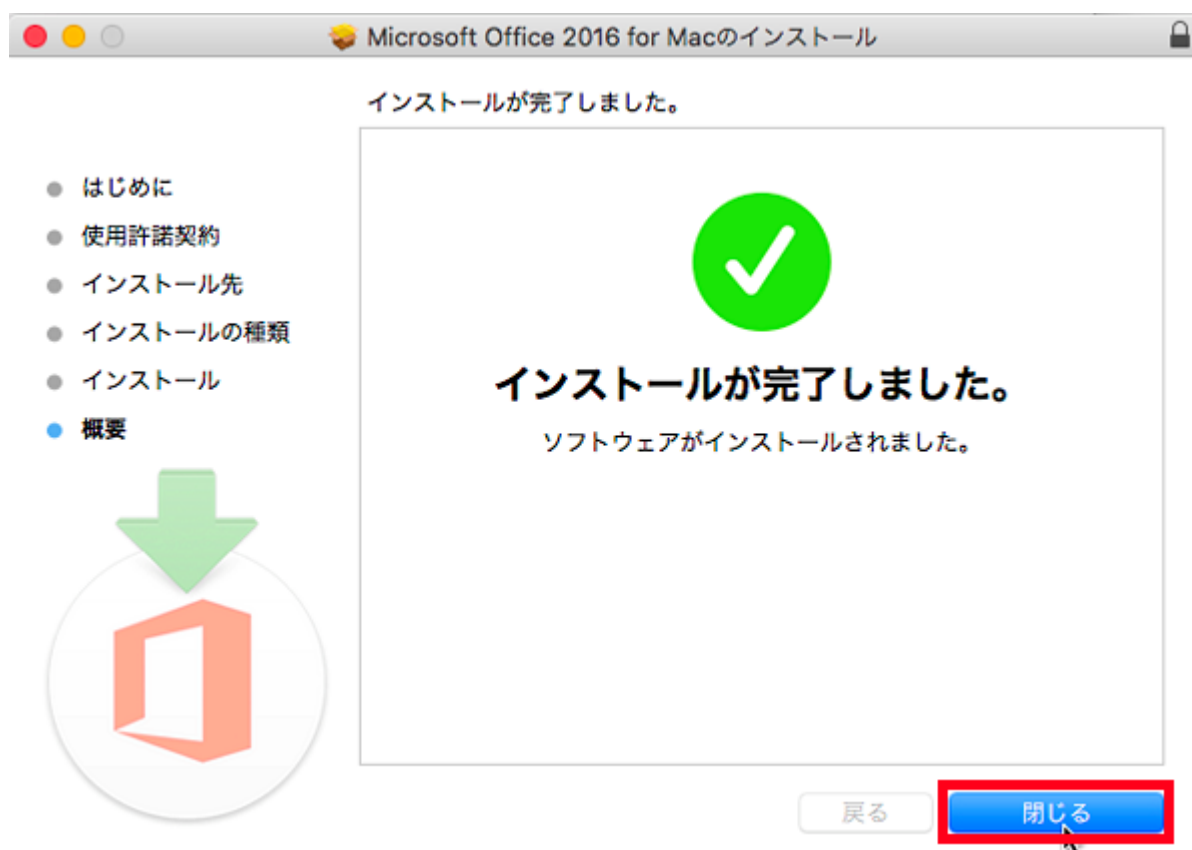 Microsoft Office 2016 for Macのインストール
インストールが完了しました。
はじめに
使用許諾契約
インストール先
インストールの種類
インストール
概要
インストールが完了しました。
ソフトウェアがインストールされました。
戻る
閉じる